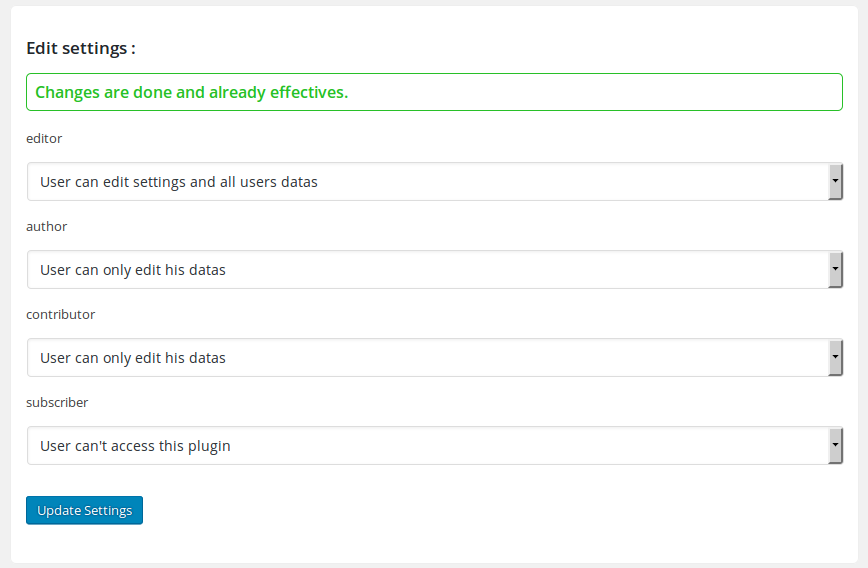 Edit settings :
Changes are done and already effectives.
editor
User can edit settings and all users datas
author
User can only edit his datas
contributor
User can only edit his datas
subscriber
User can't access this plugin
Update Settings